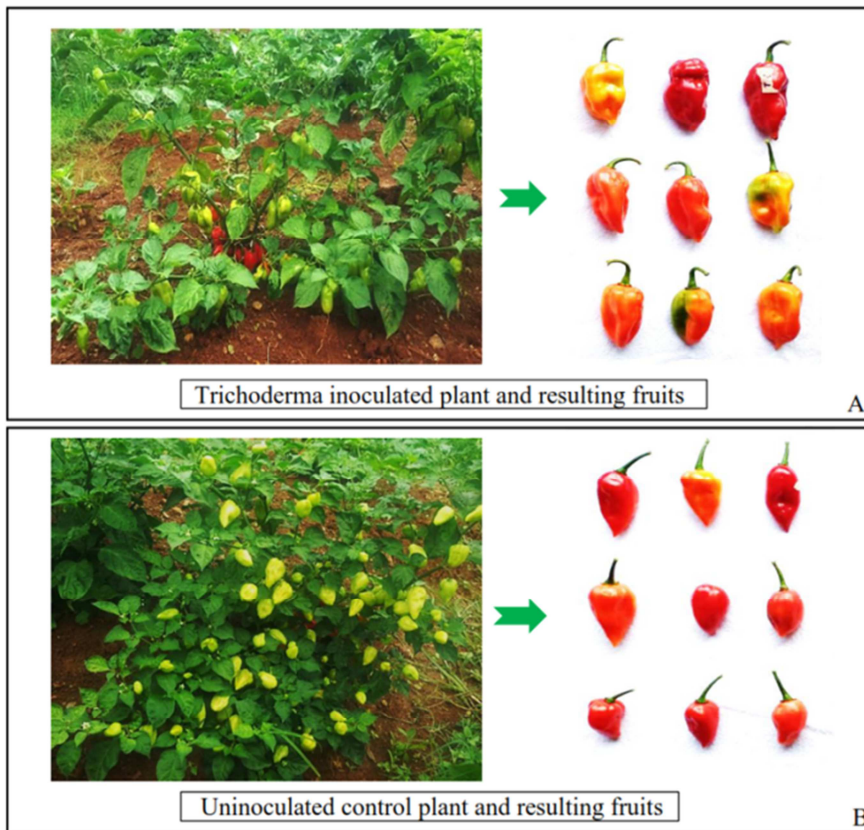 Trichoderma inoculated plant and resulting fruits
A
Uninoculated control plant and resulting fruits
B